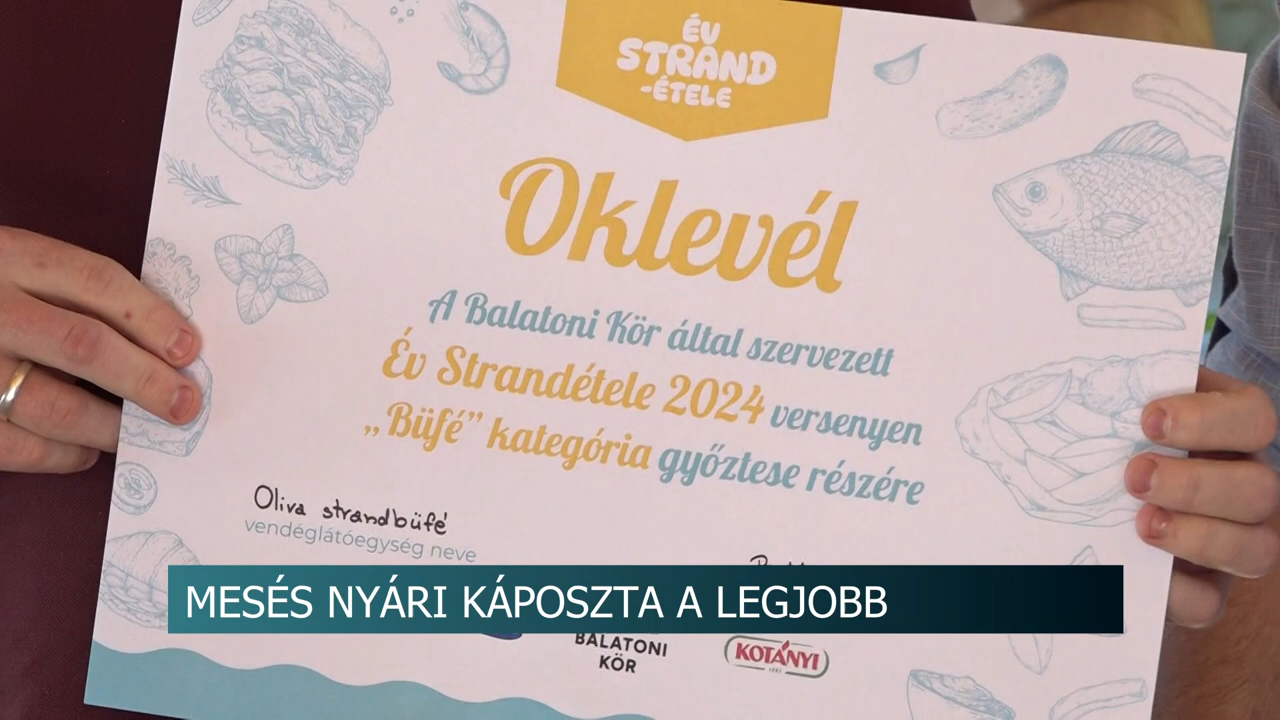 ÉV
STRAND
-ÉTELE
Oklevél
A Balatoni Kör által szervezett
Év Strandétele 2024 versenyen
„Büfé” kategória győztese részére
Oliva strandbüfé
vendéglátóegység neve
MESÉS NYÁRI KÁPOSZTA A LEGJOBB
BALATONI
KÖR
KOTÁNYI